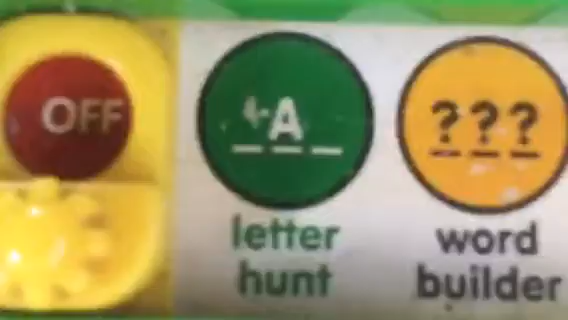 OFF
A
_ _ _
? ? ?
_ _ _
letter
hunt
word
builder